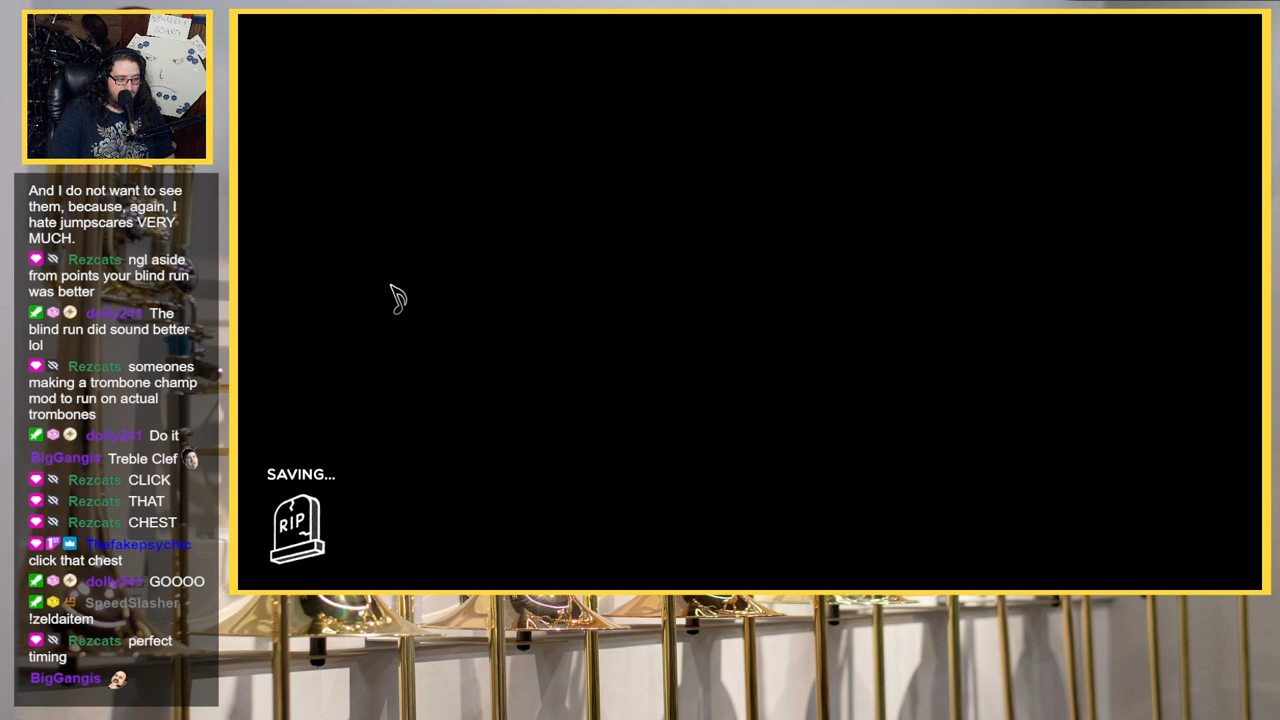 And I do not want to see
them, because, again, I
hate jumpscares VERY
MUCH.
Rezcats ngl aside
from points your blind run
was better
dolly241 The
blind run did sound better
lol
Rezcats someones
making a trombone champ
mod to run on actual
trombones
dolly241 Do it
BigGangis Treble Clef
Rezcats CLICK
Rezcats THAT
Rezcats CHEST
Thefakepsychic
click that chest
dolly241 GOOOO
SpeedSlasher
!zeldaitem
Rezcats perfect
timing
BigGangis
SAVING...
RIP